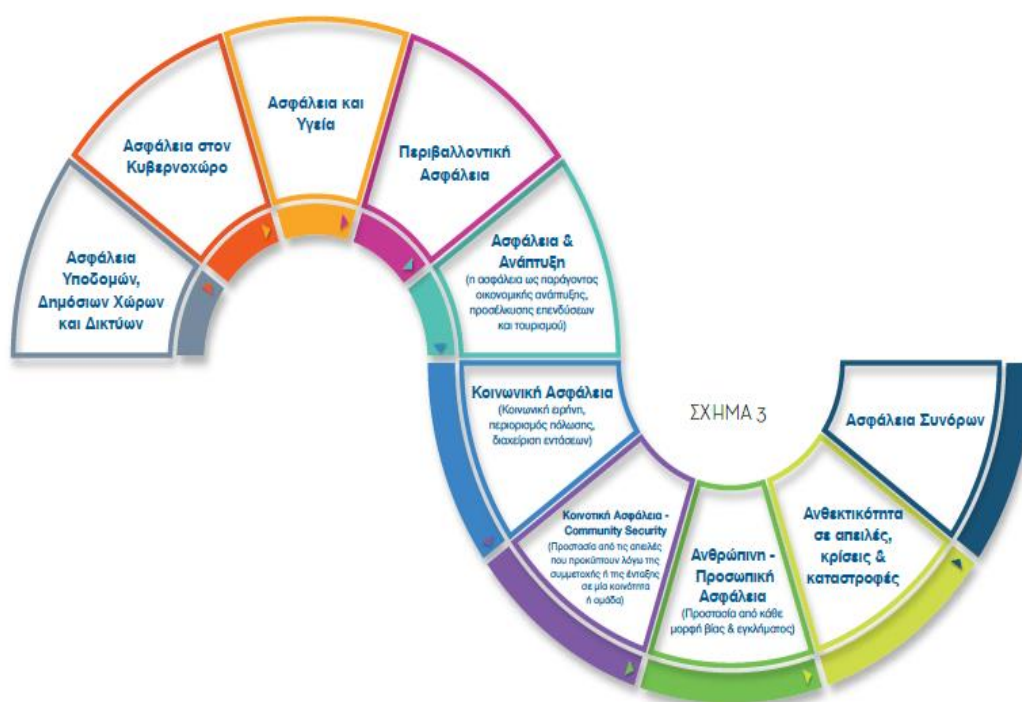 Ασφάλεια
Υποδομών,
Δημόσιων Χώρων
και Δικτύων
Ασφάλεια στον
Κυβερνοχώρο
Ασφάλεια και
Υγεία
Περιβαλλοντική
Ασφάλεια
Ασφάλεια &
Ανάπτυξη
(η ασφάλεια ως παράγοντας
οικονομικής ανάπτυξης,
προσέλκυσης επενδύσεων
και τουρισμού)
Κοινωνική Ασφάλεια
(Κοινωνική ειρήνη,
περιορισμός πόλωσης,
διαχείριση εντάσεων)
Κοινοτική Ασφάλεια -
Community Security
(Προστασία από τις απειλές
που προκύπτουν λόγω της
συμμετοχής ή της ένταξης
σε μία κοινότητα
ή ομάδα)
Ανθρώπινη -
Προσωπική
Ασφάλεια
(Προστασία από κάθε
μορφή βίας & εγκλήματος)
Ανθεκτικότητα
σε απειλές,
κρίσεις &
καταστροφές
Ασφάλεια Συνόρων
ΣΧΗΜΑ 3